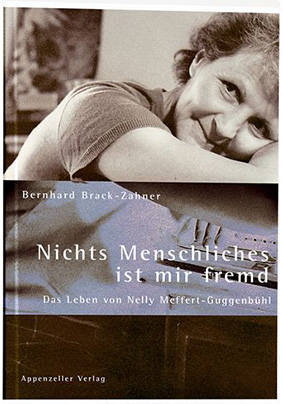 Bernhard Brack-Zahner
Nichts Menschliches
ist mir fremd
Das Leben von Nelly Meffert-Guggenbühl
Appenzeller Verlag